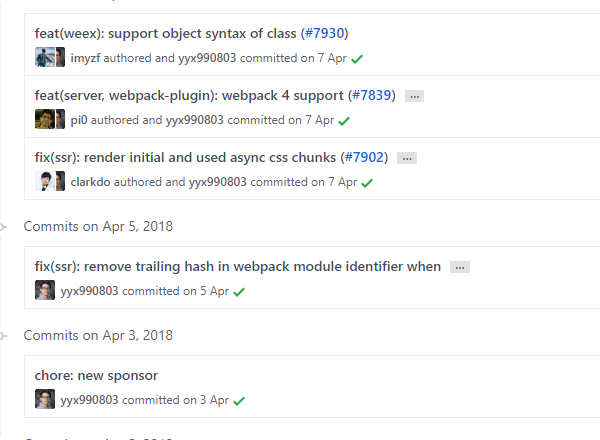 feat(weex): support object syntax of class (#7930)
imyzf authored and yyx990803 committed on 7 Apr
feat(server, webpack-plugin): webpack 4 support (#7839) ...
pi0 authored and yyx990803 committed on 7 Apr
fix(ssr): render initial and used async css chunks (#7902) ...
clarkdo authored and yyx990803 committed on 7 Apr
Commits on Apr 5, 2018
fix(ssr): remove trailing hash in webpack module identifier when ...
yyx990803 committed on 5 Apr
Commits on Apr 3, 2018
chore: new sponsor
yyx990803 committed on 3 Apr